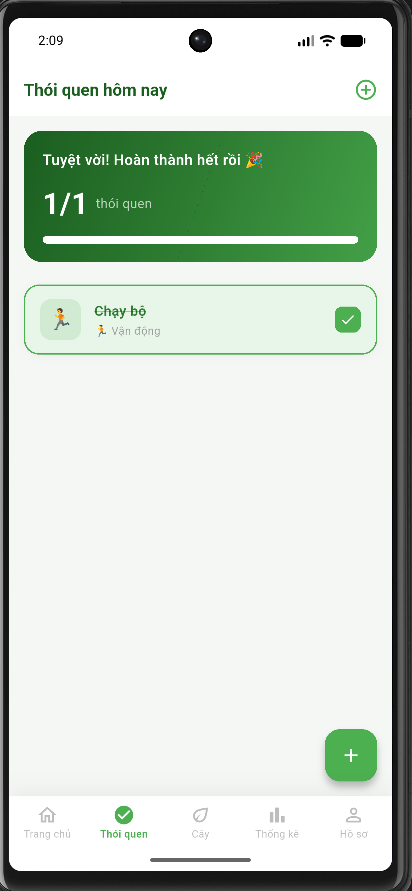 2:09
Thói quen hôm nay
Tuyệt vời! Hoàn thành hết rồi 🎉
1/1 thói quen
Chạy bộ
🏃 Vận động
Trang chủ
Thói quen
Cây
Thống kê
Hồ sơ